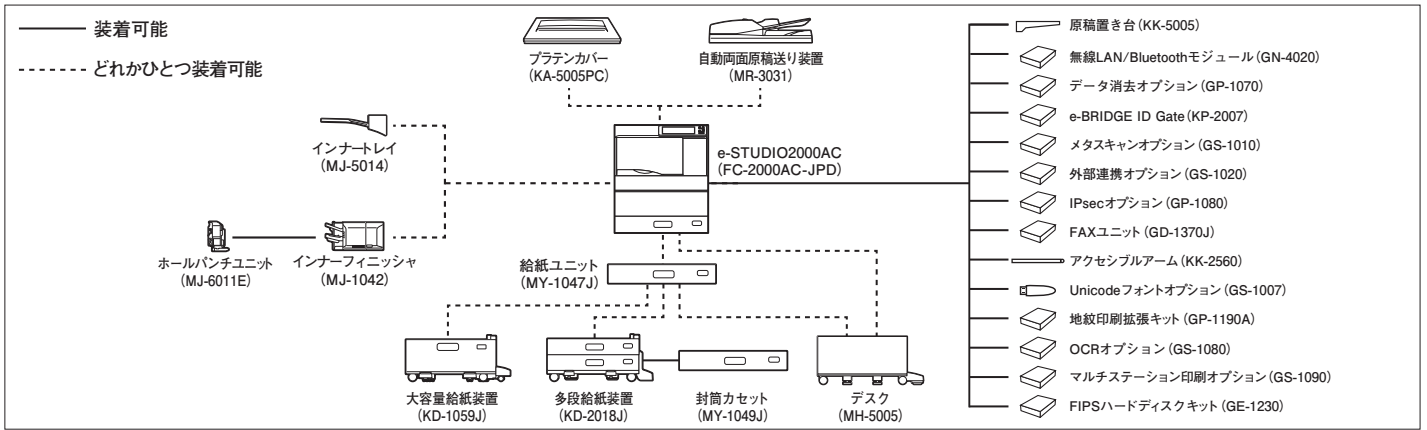 装着可能
どれかひとつ装着可能
プラテンカバー
(KA-5005PC)
自動両面原稿送り装置
(MR-3031)
インナートレイ
(MJ-5014)
e-STUDIO2000AC
(FC-2000AC-JPD)
ホールパンチユニット
(MJ-6011E)
インナーフィニッシャ
(MJ-1042)
給紙ユニット
(MY-1047J)
大容量給紙装置
(KD-1059J)
多段給紙装置
(KD-2018J)
封筒カセット
(MY-1049J)
デスク
(MH-5005)
原稿置き台(KK-5005)
無線LAN/Bluetoothモジュール(GN-4020)
データ消去オプション(GP-1070)
e-BRIDGE ID Gate(KP-2007)
メタスキャンオプション(GS-1010)
外部連携オプション(GS-1020)
IPsecオプション(GP-1080)
FAXユニット(GD-1370J)
アクセシブルアーム(KK-2560)
Unicodeフォントオプション(GS-1007)
地紋印刷拡張キット(GP-1190A)
OCRオプション(GS-1080)
マルチステーション印刷オプション(GS-1090)
FIPSハードディスクキット(GE-1230)